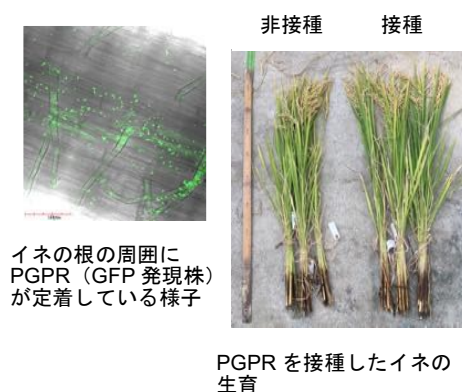 非接種 接種
イネの根の周囲に
PGPR（GFP 発現株）
が定着している様子
PGPR を接種したイネの
生育